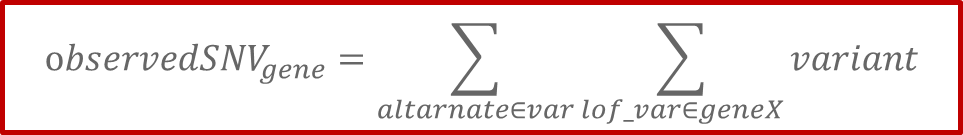 observedSNV_gene = ∑ ∑ variant
altarnate∈var lof_var∈geneX